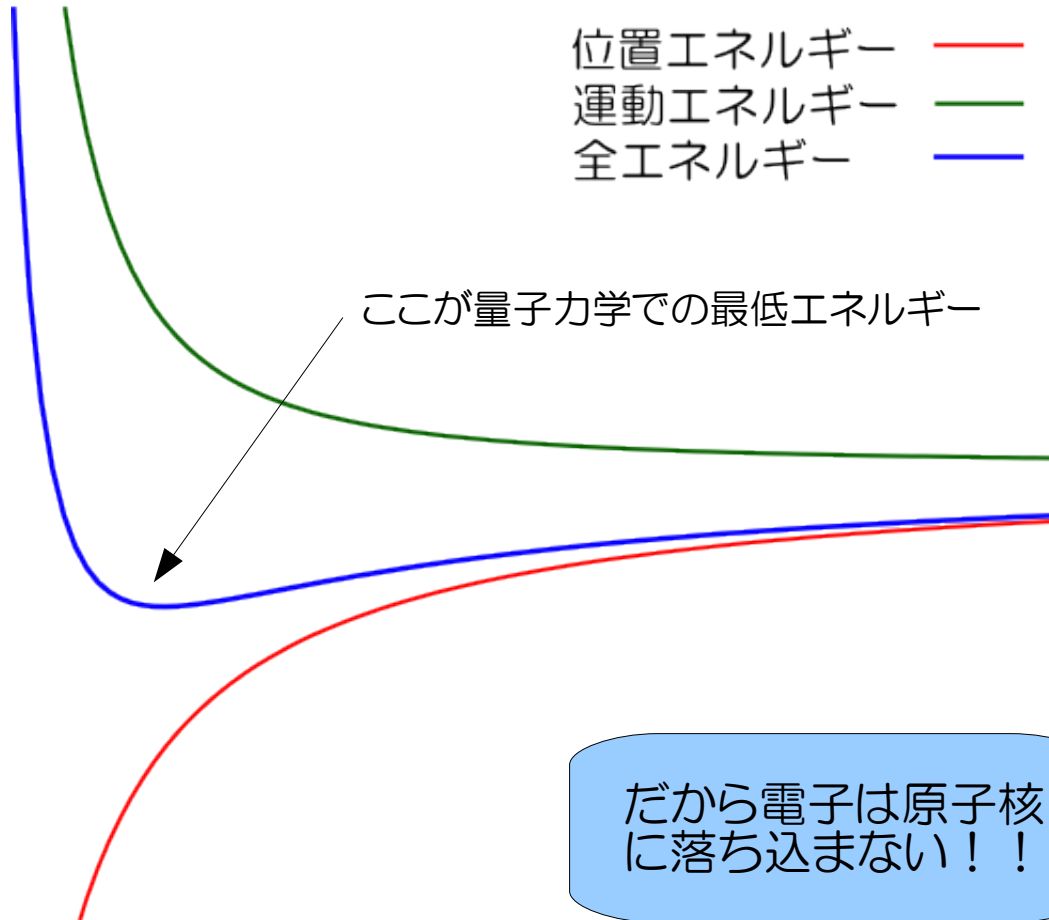 位置エネルギー
運動エネルギー
全エネルギー
ここが量子力学での最低エネルギー
だから電子は原子核
に落ち込まない！！